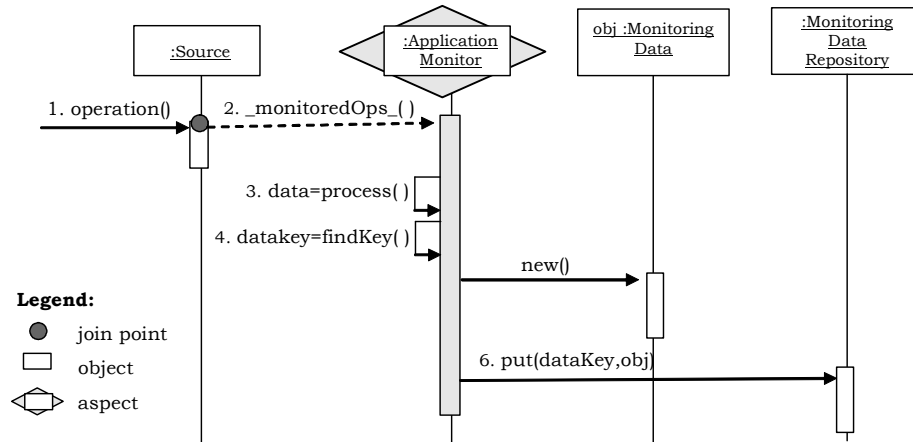 :Source
:Application
Monitor
obj :Monitoring
Data
:Monitoring
Data
Repository
1. operation()
2. _monitoredOps_( )
3. data=process( )
4. datakey=findKey( )
new()
6. put(dataKey,obj)
Legend:
join point
object
aspect